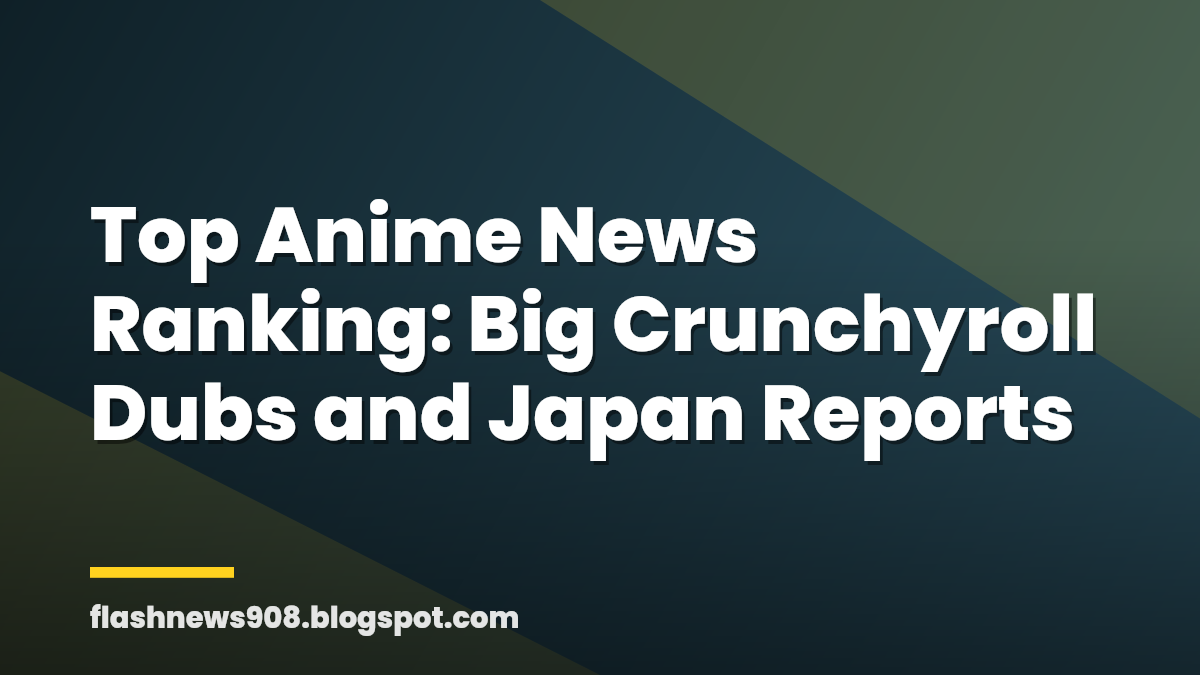 Top Anime News
Ranking: Big Crunchyroll
Dubs and Japan Reports
flashnews908.blogspot.com